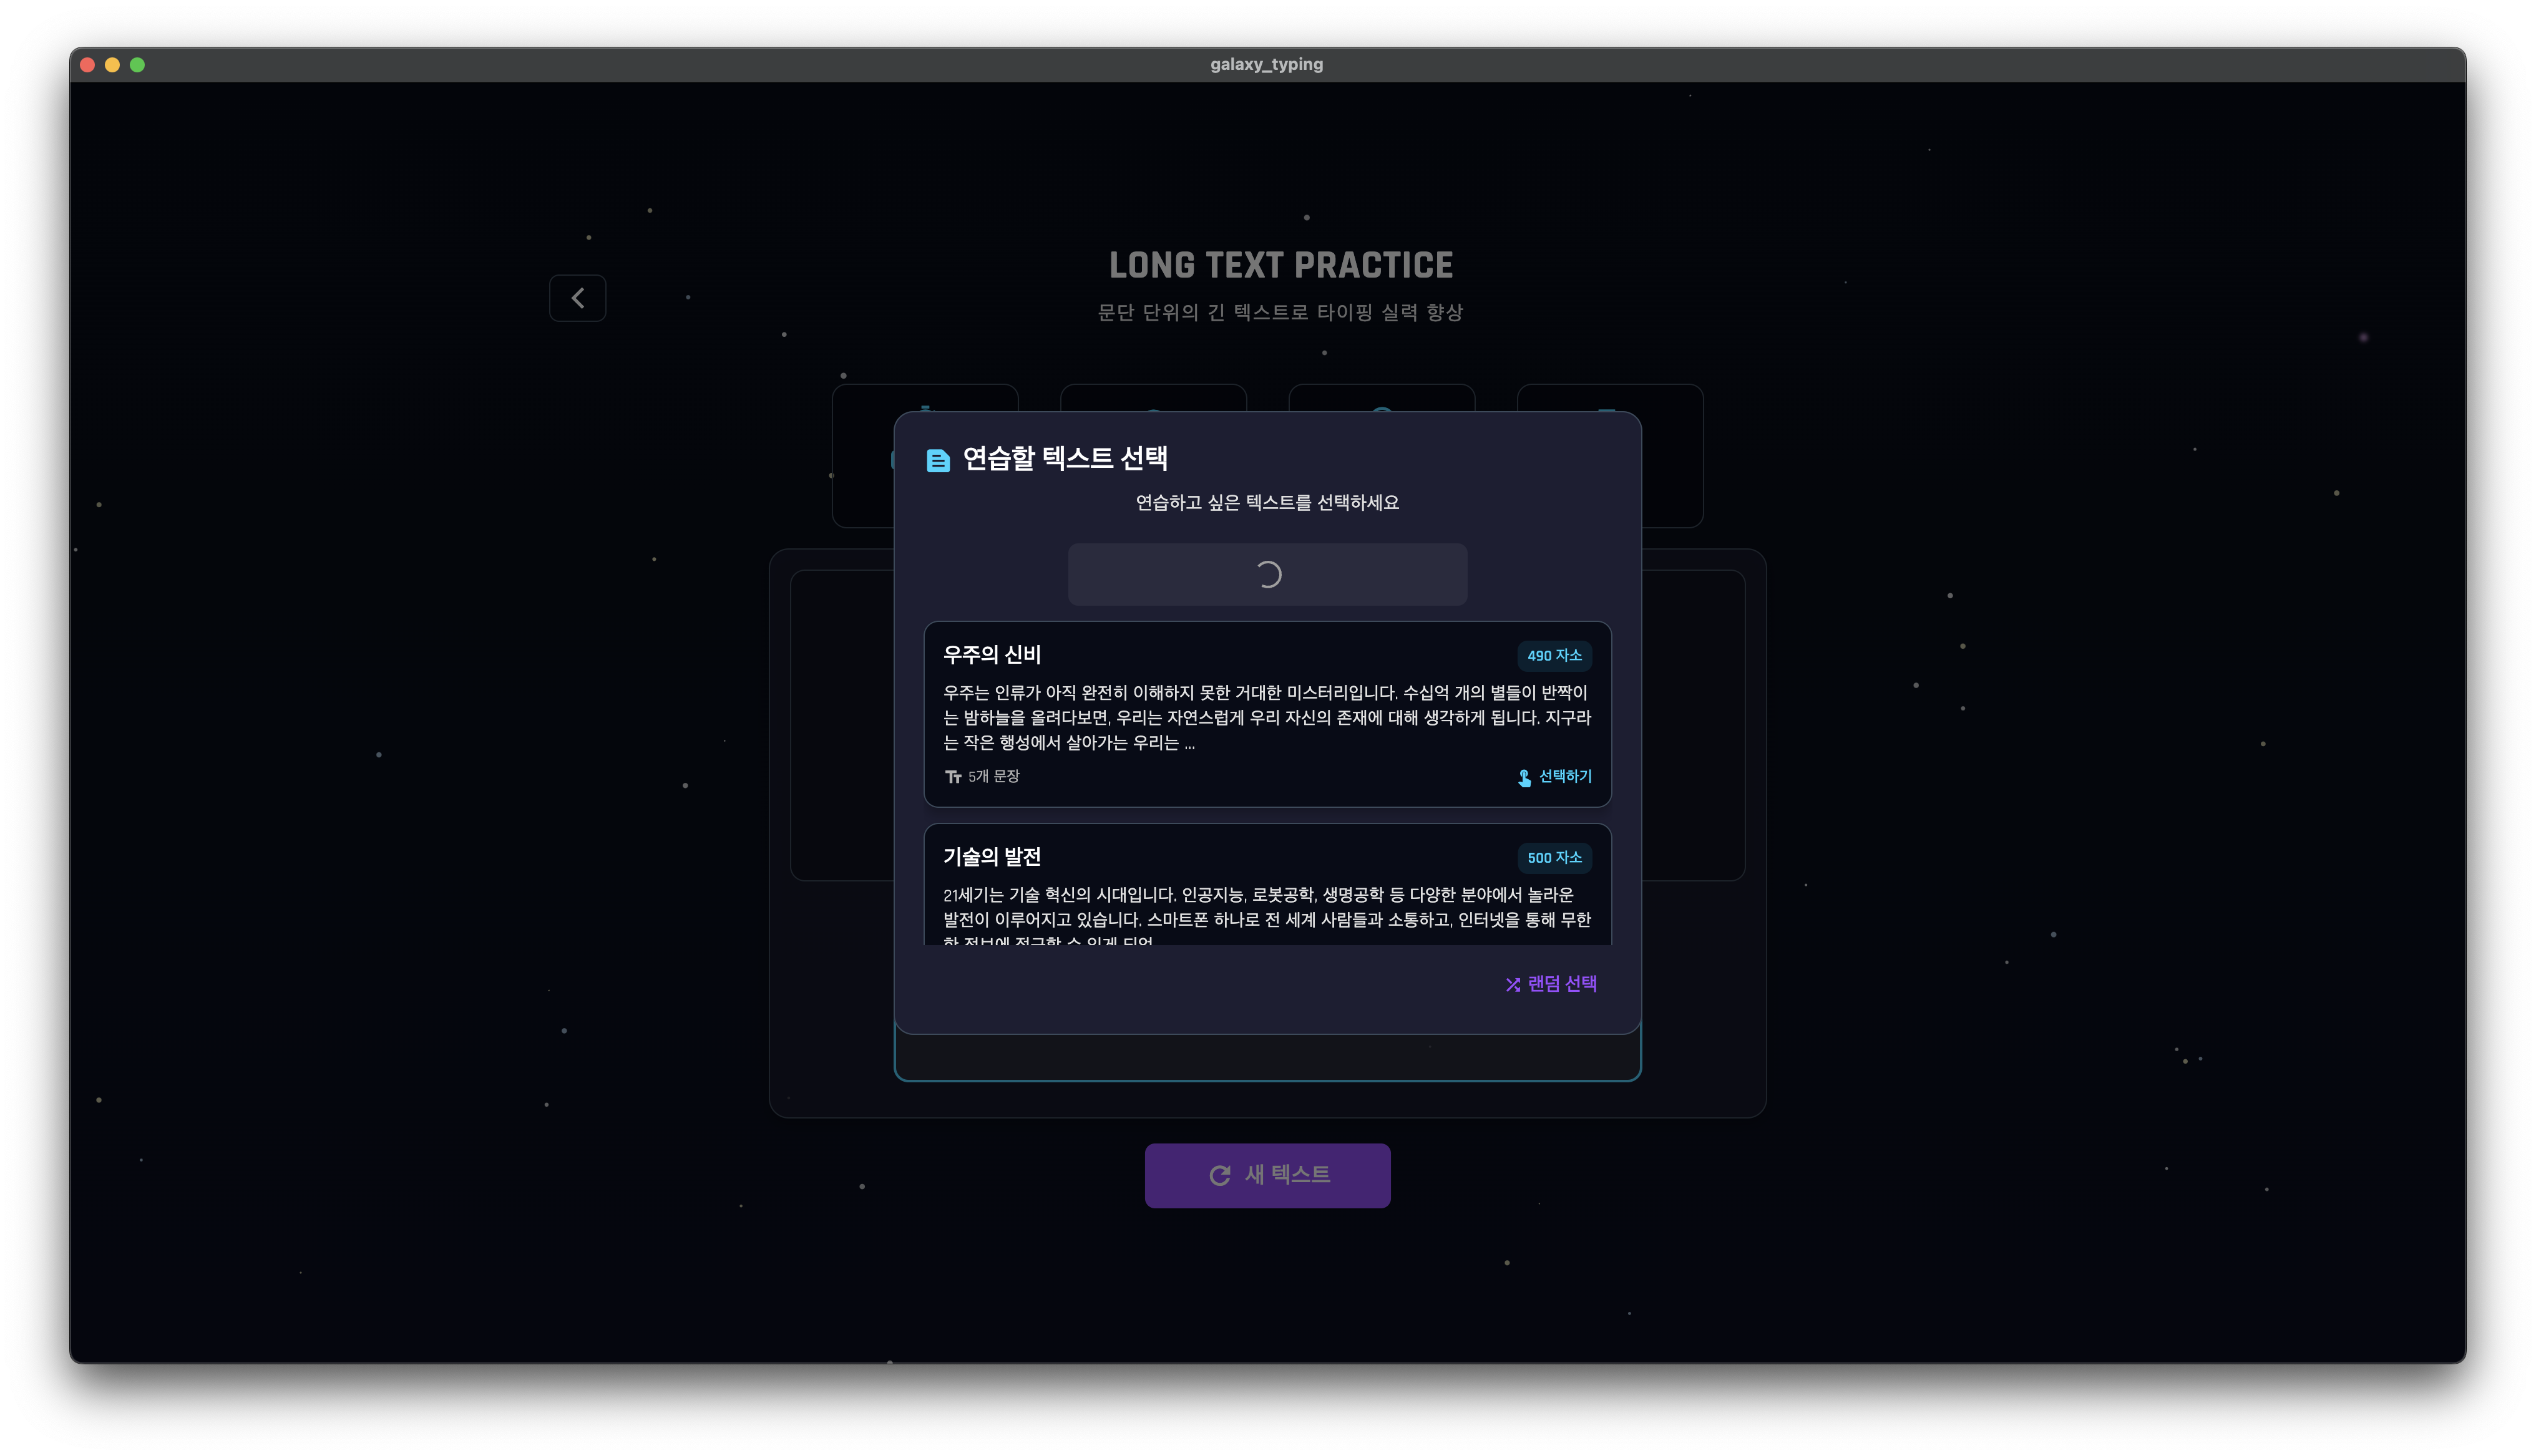 galaxy_typing
LONG TEXT PRACTICE
문단 단위의 긴 텍스트로 타이핑 실력 향상
연습할 텍스트 선택
연습하고 싶은 텍스트를 선택하세요
우주의 신비
490 자소
우주는 인류가 아직 완전히 이해하지 못한 거대한 미스터리입니다. 수십억 개의 별들이 반짝이
는 밤하늘을 올려다보면, 우리는 자연스럽게 우리 자신의 존재에 대해 생각하게 됩니다. 지구라
는 작은 행성에서 살아가는 우리는 ...
5개 문장
선택하기
기술의 발전
500 자소
21세기는 기술 혁신의 시대입니다. 인공지능, 로봇공학, 생명공학 등 다양한 분야에서 놀라운
발전이 이루어지고 있습니다. 스마트폰 하나로 전 세계 사람들과 소통하고, 인터넷을 통해 무한
한 정보에 접근할 수 있게 되었
랜덤 선택
새 텍스트